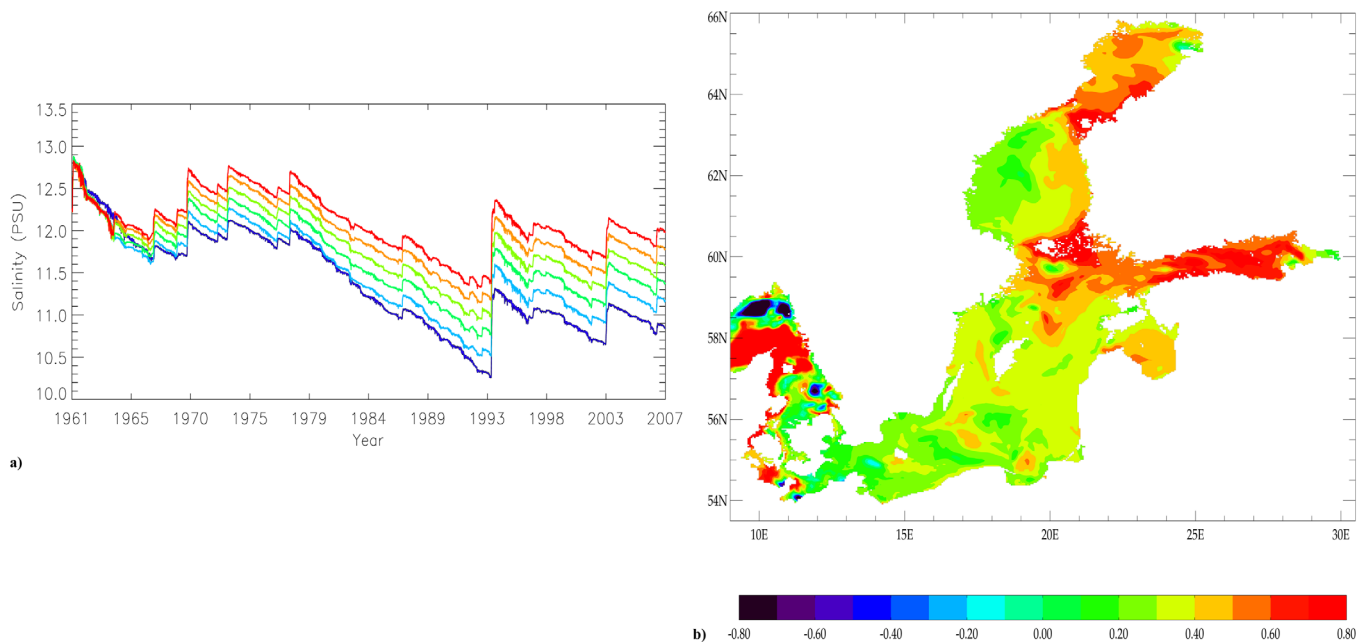 13.5
13.0
12.5
12.0
11.5
11.0
10.5
10.0
Salinity (PSU)
1961 1965 1970 1975 1979 1984 1989 1993 1998 2003 2007
Year
a)
66N
64N
62N
60N
58N
56N
54N
10E 15E 20E 25E 30E
b)
-0.80 -0.60 -0.40 -0.20 0.00 0.20 0.40 0.60 0.80